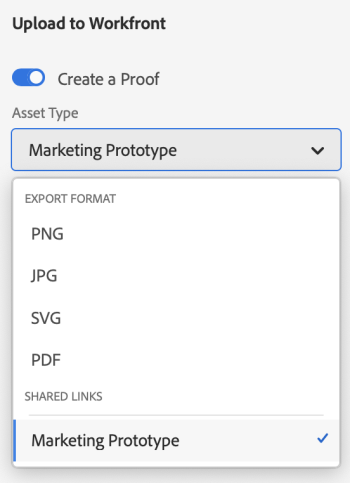 Upload to Workfront
Create a Proof
Asset Type
Marketing Prototype
EXPORT FORMAT
PNG
JPG
SVG
PDF
SHARED LINKS
Marketing Prototype